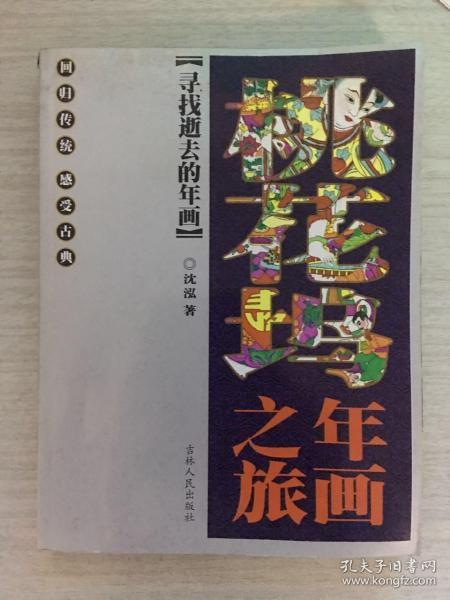 回归传统 感受古典
【寻找逝去的年画】
◎沈泓 著
吉林人民出版社
桃花坞
年画
之旅
孔夫子旧书网
www.kongfz.com